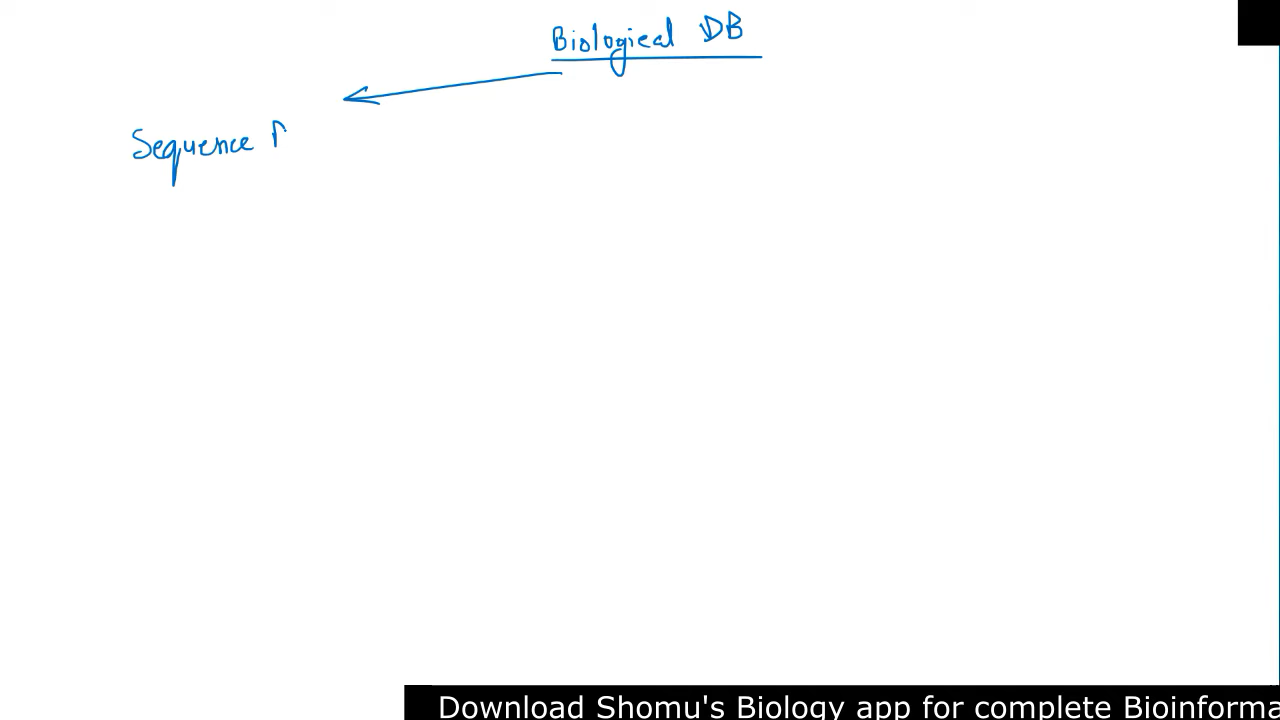 Biological DB
Sequence
Download Shomu's Biology app for complete Bioinforma